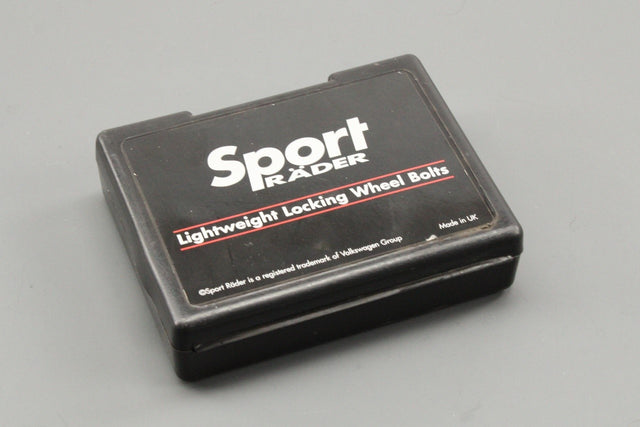 Sport
RÄDER
Lightweight Locking Wheel Bolts
Made in UK
©Sport Räder is a registered trademark of Volkswagen Group